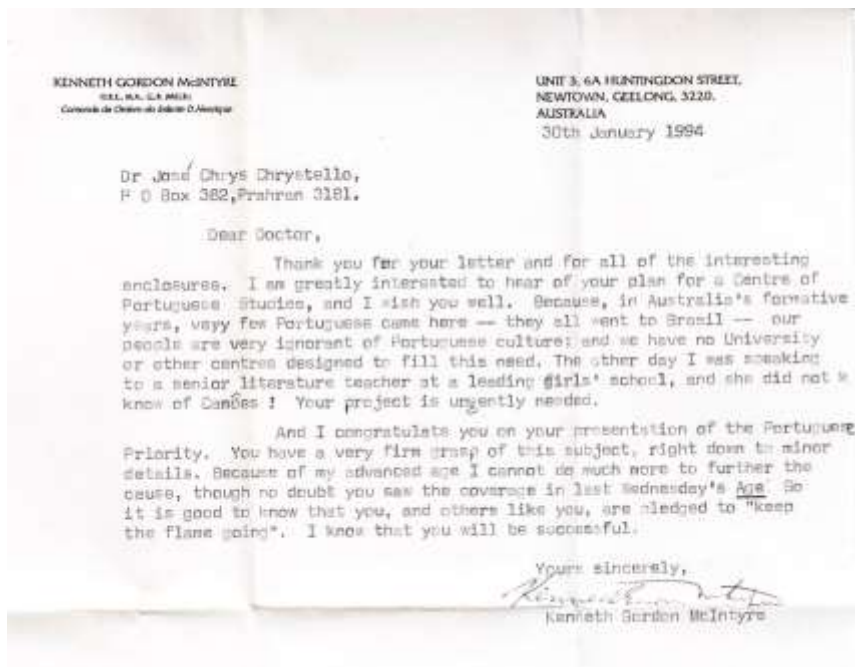 KENNETH GORDON McINTYRE
O.B.E., M.A., LL.B. (MELB)
Comenda da Ordem do Infante D. Henrique
UNIT 3, 6A HUNTINGDON STREET,
NEWTOWN, GEELONG, 3220.
AUSTRALIA
30th January 1994
Dr José Chrys Chrystello,
P O Box 382,Prahran 3181.
Dear Doctor,
Thank you for your letter and for all of the interesting
enclosures. I am greatly interested to hear of your plan for a Centre of
Portuguese Studies, and I wish you well. Because, in Australia's formative
years, veyy few Portuguese came here -- they all went to Brasil -- our
people are very ignorant of Portuguese culture; and we have no University
or other centres designed to fill this need. The other day I was speaking
to a senior literature teacher at a leading girls' school, and she did not k
know of Camões ! Your project is urgently needed.
And I congratulate you on your presentation of the Portuguese
Priority. You have a very firm grasp of this subject, right down to minor
details. Because of my advanced age I cannot do much more to further the
cause, though no doubt you saw the coverage in last Wednesday's Age So
it is good to know that you, and others like you, are pledged to "keep
the flame going". I know that you will be successful.
Yours sincerely,
Kenneth Gordon McIntyre